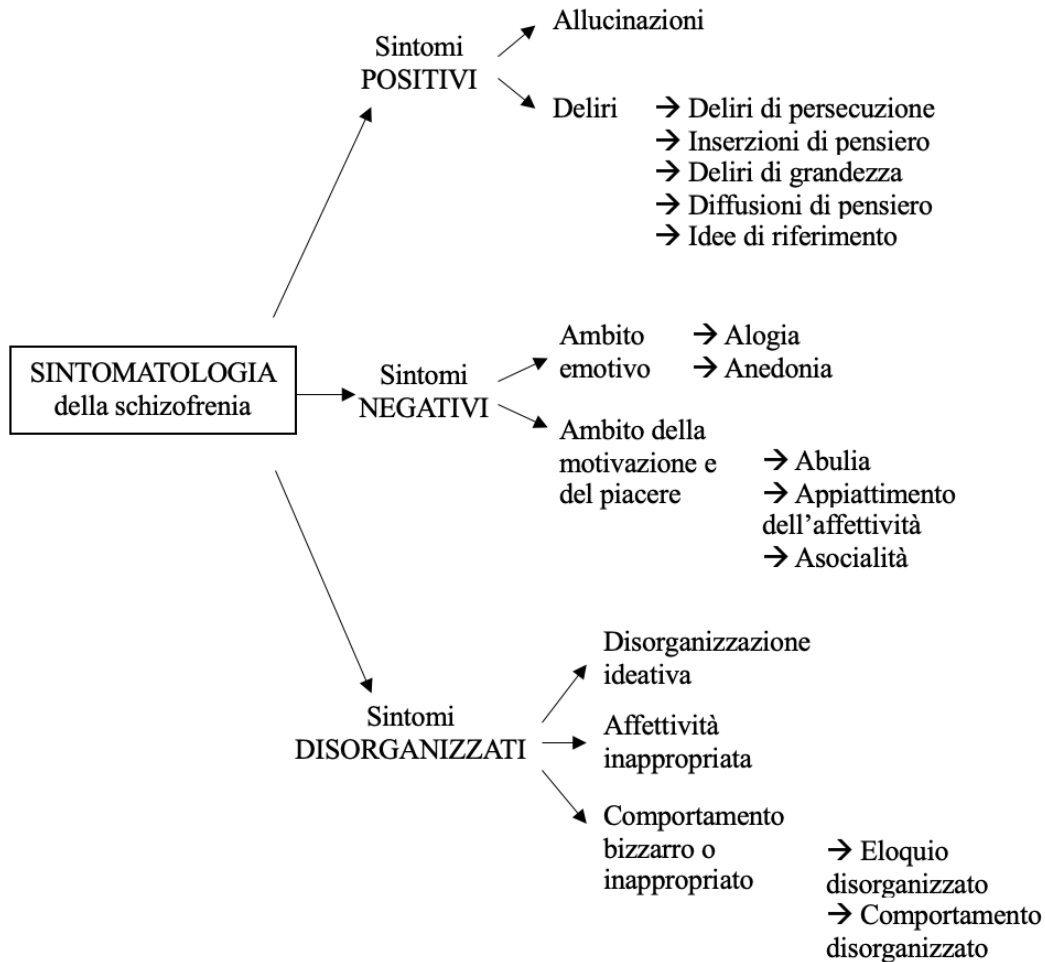 Sintomi
POSITIVI
Allucinazioni
Deliri
→ Deliri di persecuzione
→ Inserzioni di pensiero
→ Deliri di grandezza
→ Diffusioni di pensiero
→ Idee di riferimento
SINTOMATOLOGIA
della schizofrenia
Sintomi
NEGATIVI
Ambito
emotivo
→ Alogia
→ Anedonia
Ambito della
motivazione e
del piacere
→ Abulia
→ Appiattimento
dell’affettività
→ Asocialità
Sintomi
DISORGANIZZATI
Disorganizzazione
ideativa
Affettività
inappropriata
Comportamento
bizzarro o
inappropriato
→ Eloquio
disorganizzato
→ Comportamento
disorganizzato